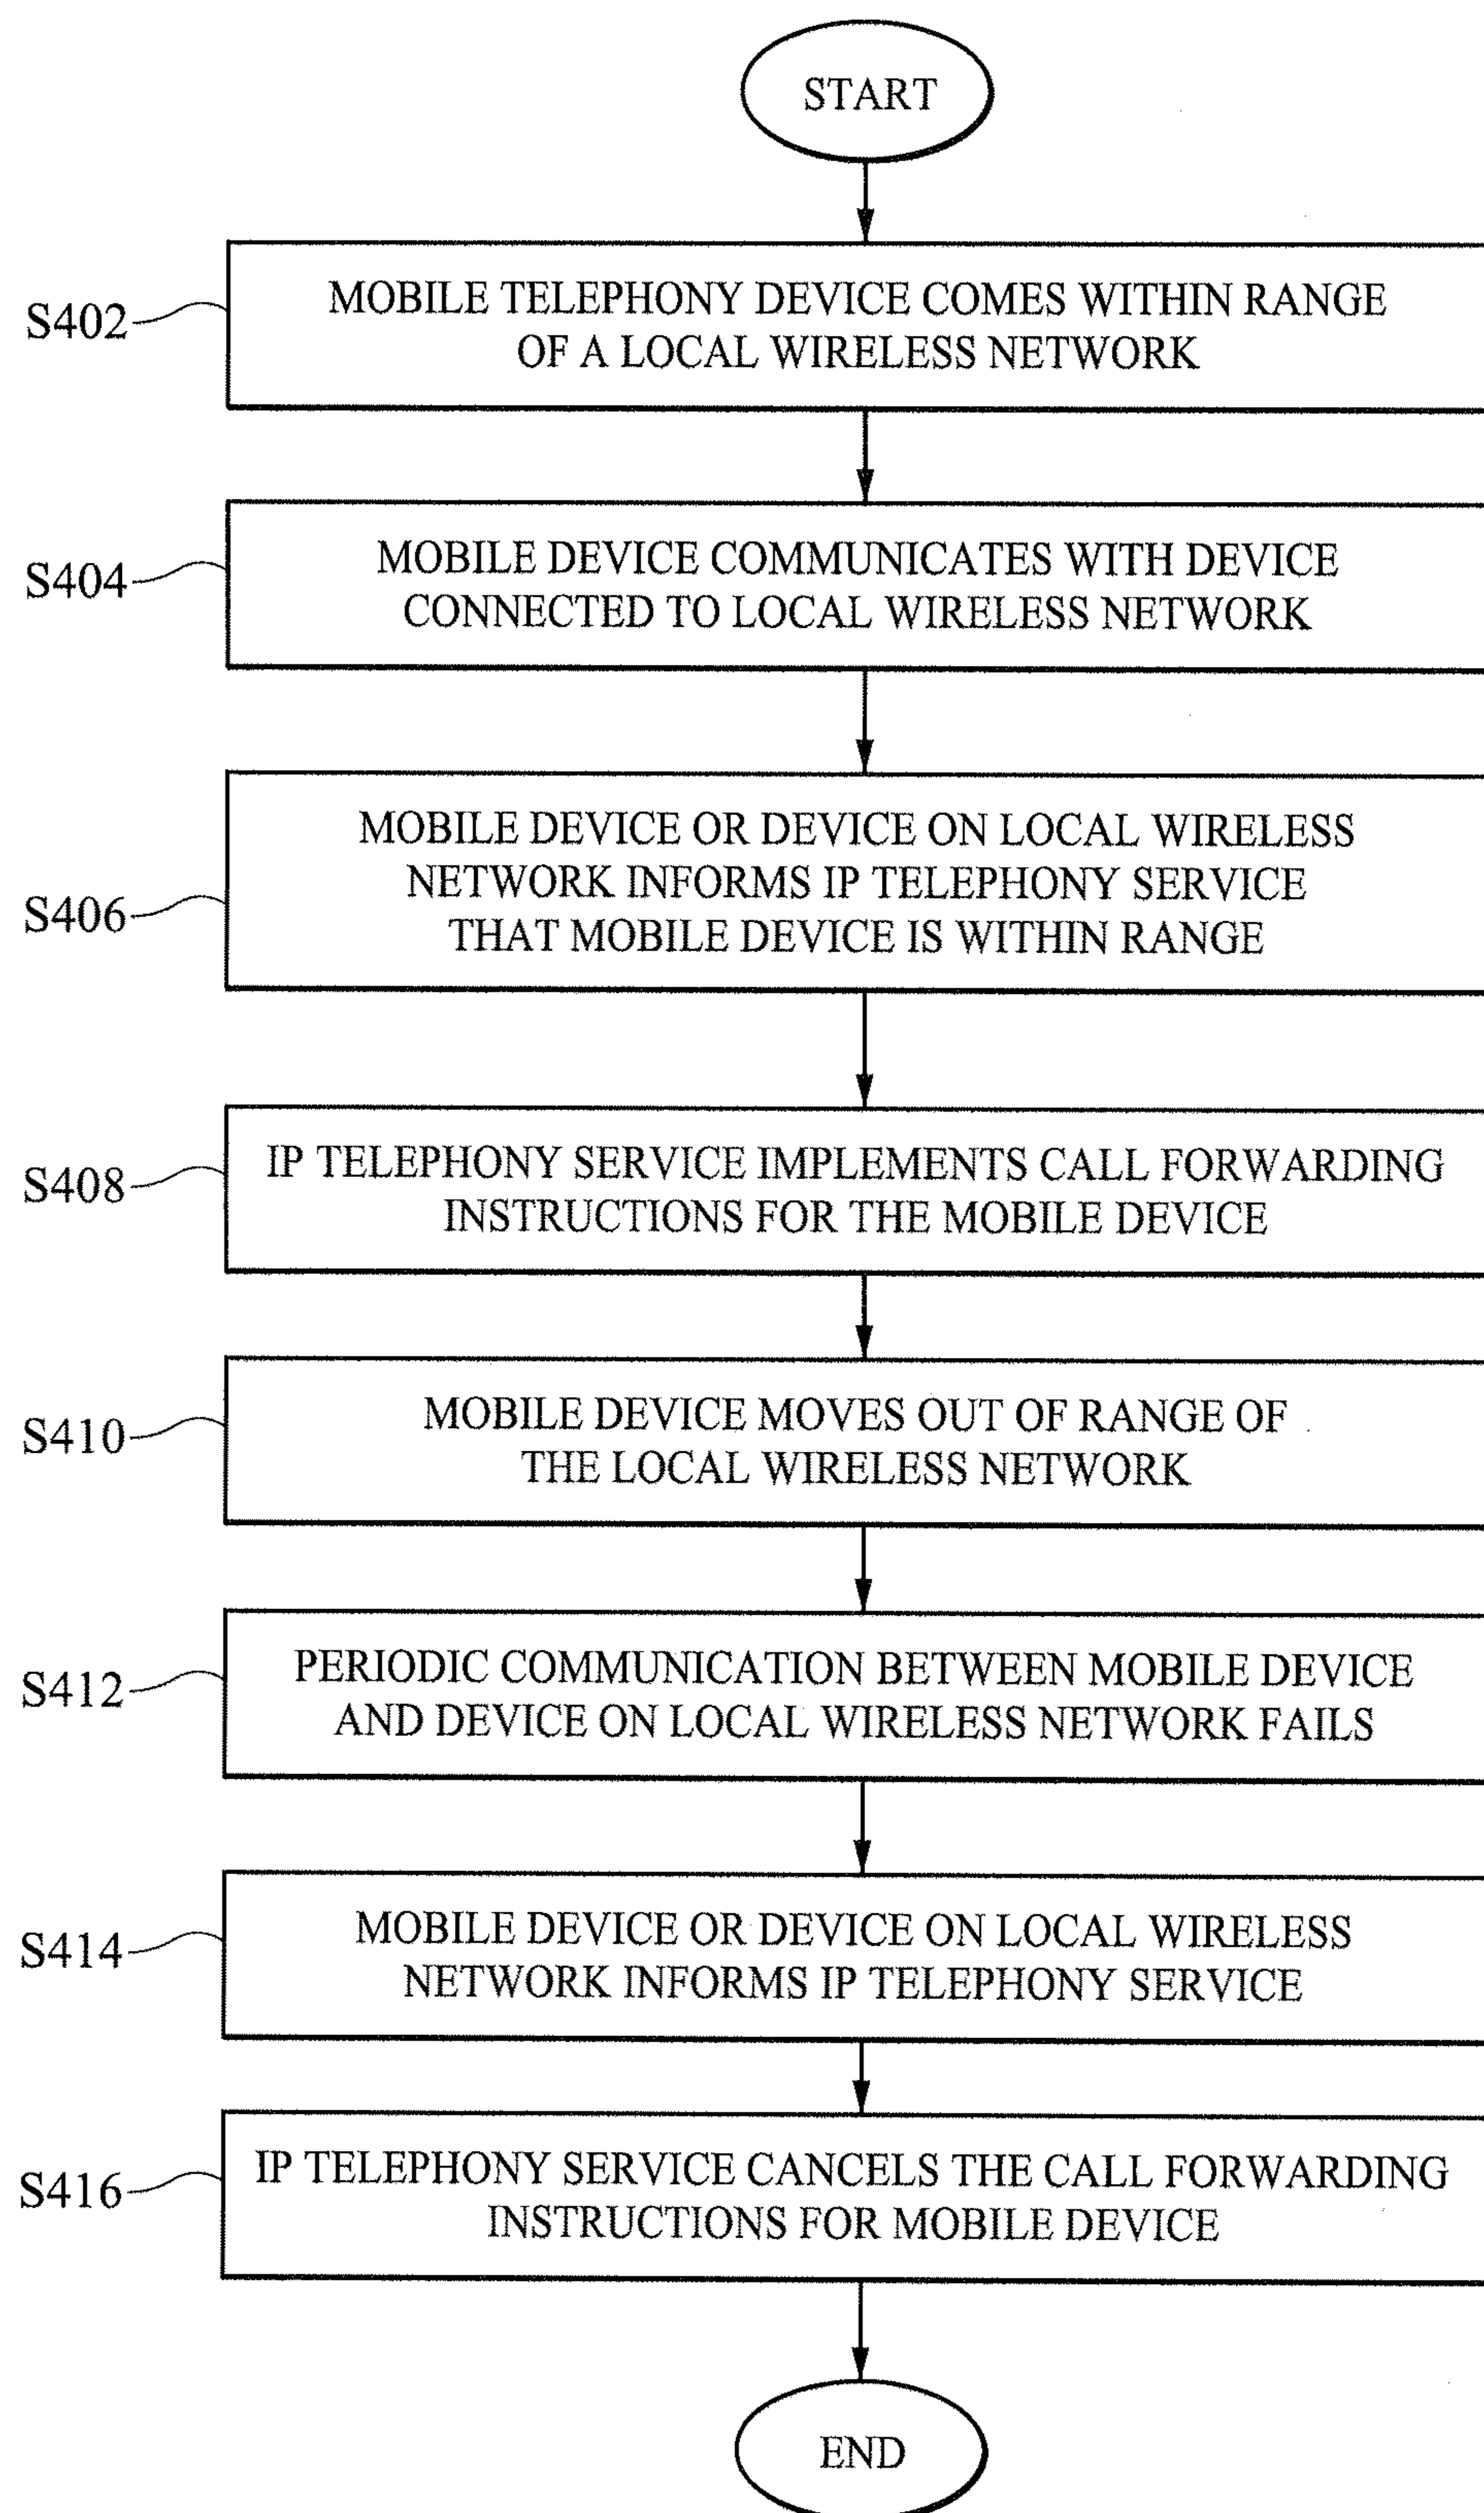 START
S402
MOBILE TELEPHONY DEVICE COMES WITHIN RANGE
OF A LOCAL WIRELESS NETWORK
S404
MOBILE DEVICE COMMUNICATES WITH DEVICE
CONNECTED TO LOCAL WIRELESS NETWORK
S406
MOBILE DEVICE OR DEVICE ON LOCAL WIRELESS
NETWORK INFORMS IP TELEPHONY SERVICE
THAT MOBILE DEVICE IS WITHIN RANGE
S408
IP TELEPHONY SERVICE IMPLEMENTS CALL FORWARDING
INSTRUCTIONS FOR THE MOBILE DEVICE
S410
MOBILE DEVICE MOVES OUT OF RANGE OF
THE LOCAL WIRELESS NETWORK
S412
PERIODIC COMMUNICATION BETWEEN MOBILE DEVICE
AND DEVICE ON LOCAL WIRELESS NETWORK FAILS
S414
MOBILE DEVICE OR DEVICE ON LOCAL WIRELESS
NETWORK INFORMS IP TELEPHONY SERVICE
S416
IP TELEPHONY SERVICE CANCELS THE CALL FORWARDING
INSTRUCTIONS FOR MOBILE DEVICE
END